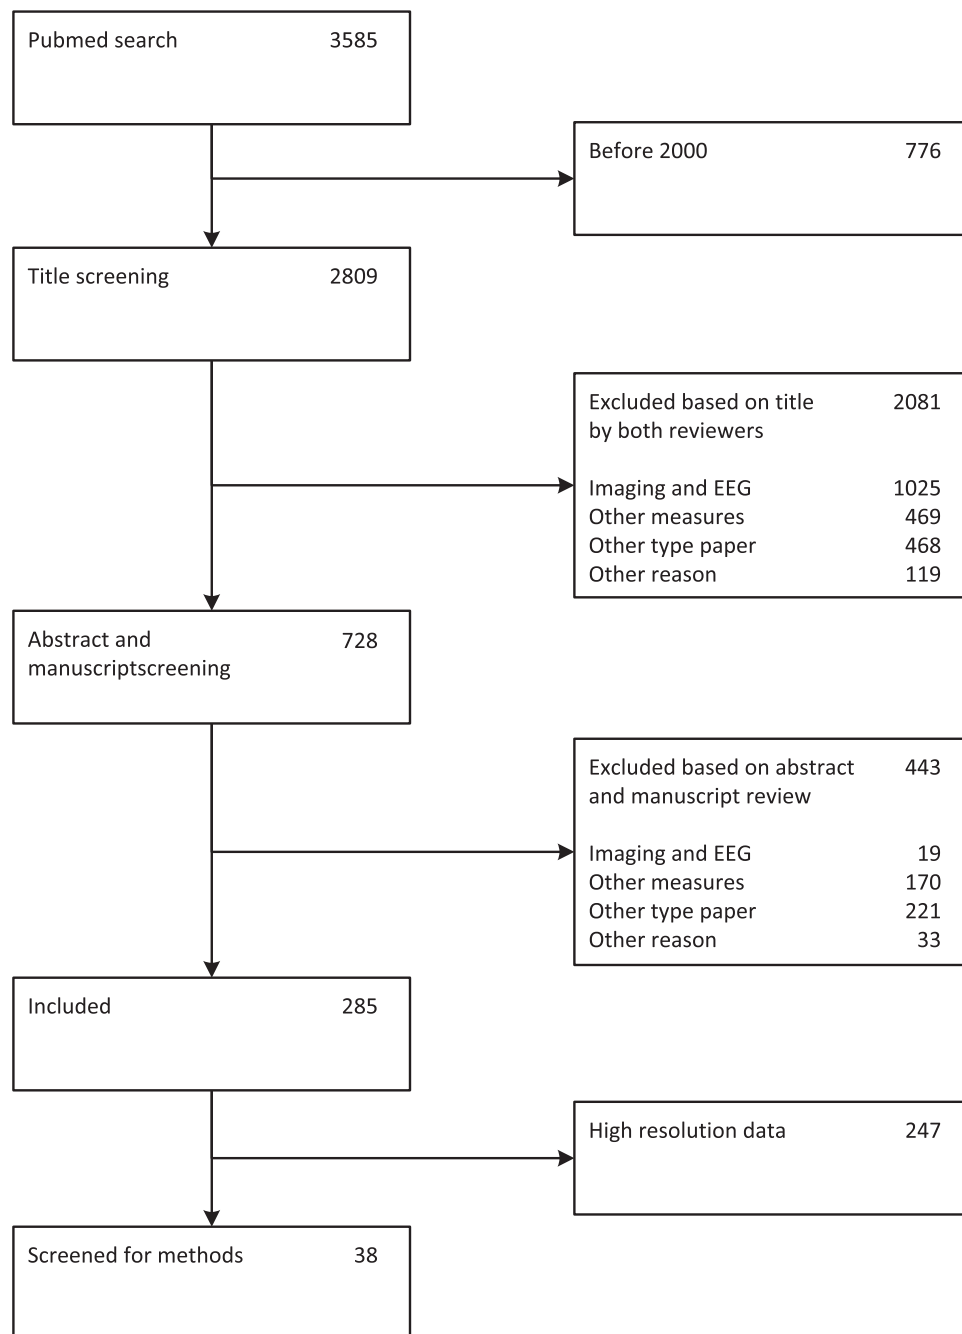 Pubmed search 3585
Before 2000 776
Title screening 2809
Excluded based on title 2081
by both reviewers
Imaging and EEG 1025
Other measures 469
Other type paper 468
Other reason 119
Abstract and 728
manuscriptscreening
Excluded based on abstract 443
and manuscript review
Imaging and EEG 19
Other measures 170
Other type paper 221
Other reason 33
Included 285
High resolution data 247
Screened for methods 38